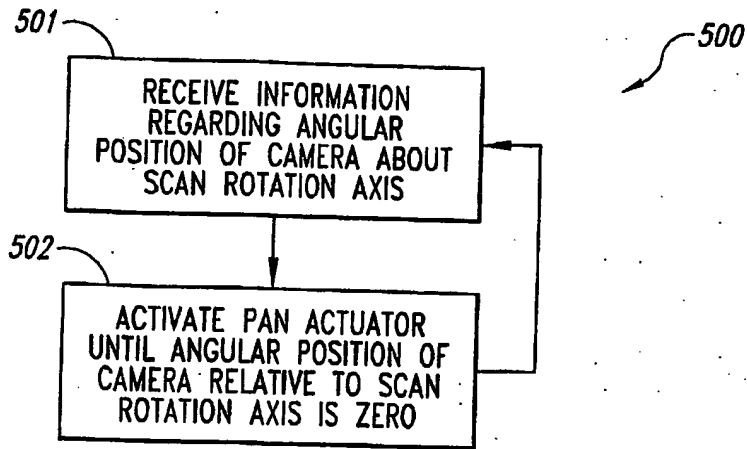 501
500
RECEIVE INFORMATION
REGARDING ANGULAR
POSITION OF CAMERA ABOUT
SCAN ROTATION AXIS
502
ACTIVATE PAN ACTUATOR
UNTIL ANGULAR POSITION OF
CAMERA RELATIVE TO SCAN
ROTATION AXIS IS ZERO